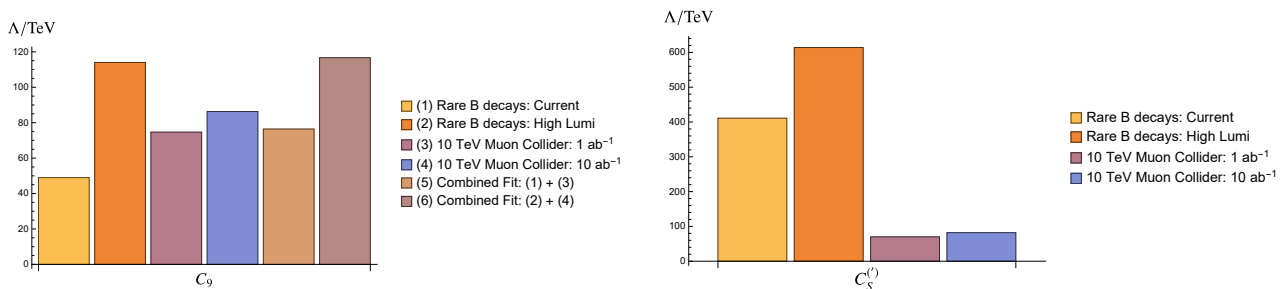 Λ/TeV
120
100
80
60
40
20
0
C₉
(1) Rare B decays: Current
(2) Rare B decays: High Lumi
(3) 10 TeV Muon Collider: 1 ab⁻¹
(4) 10 TeV Muon Collider: 10 ab⁻¹
(5) Combined Fit: (1) + (3)
(6) Combined Fit: (2) + (4)
Λ/TeV
600
500
400
300
200
100
0
C_S^(′)
Rare B decays: Current
Rare B decays: High Lumi
10 TeV Muon Collider: 1 ab⁻¹
10 TeV Muon Collider: 10 ab⁻¹